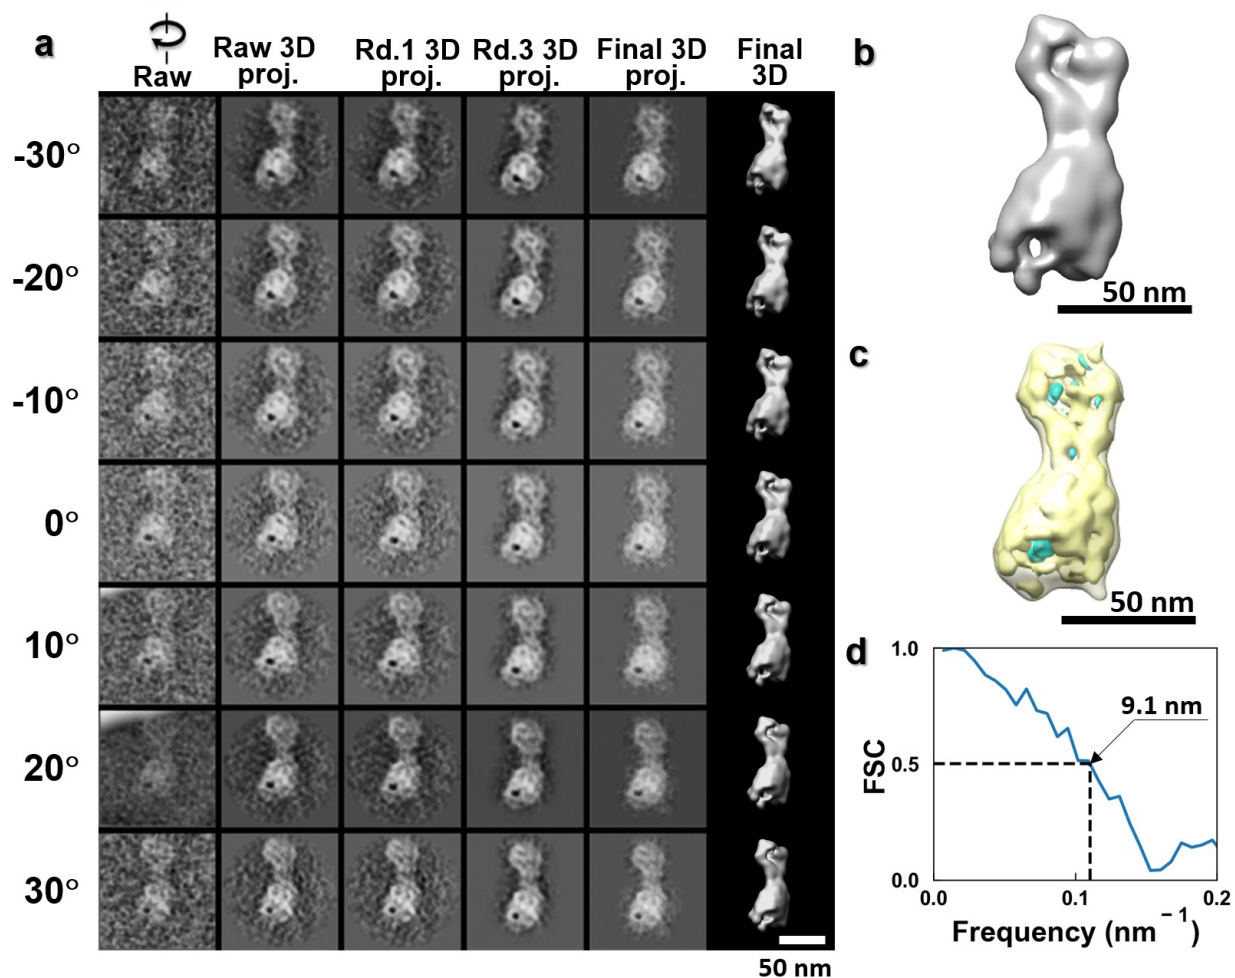 a
Raw
Raw 3D
proj.
Rd.1 3D
proj.
Rd.3 3D
proj.
Final 3D
proj.
Final
3D
-30°
-20°
-10°
0°
10°
20°
30°
50 nm
b
50 nm
c
50 nm
d
1.0
0.5
0.0
FSC
9.1 nm
0.0
0.1
0.2
Frequency (nm⁻¹)